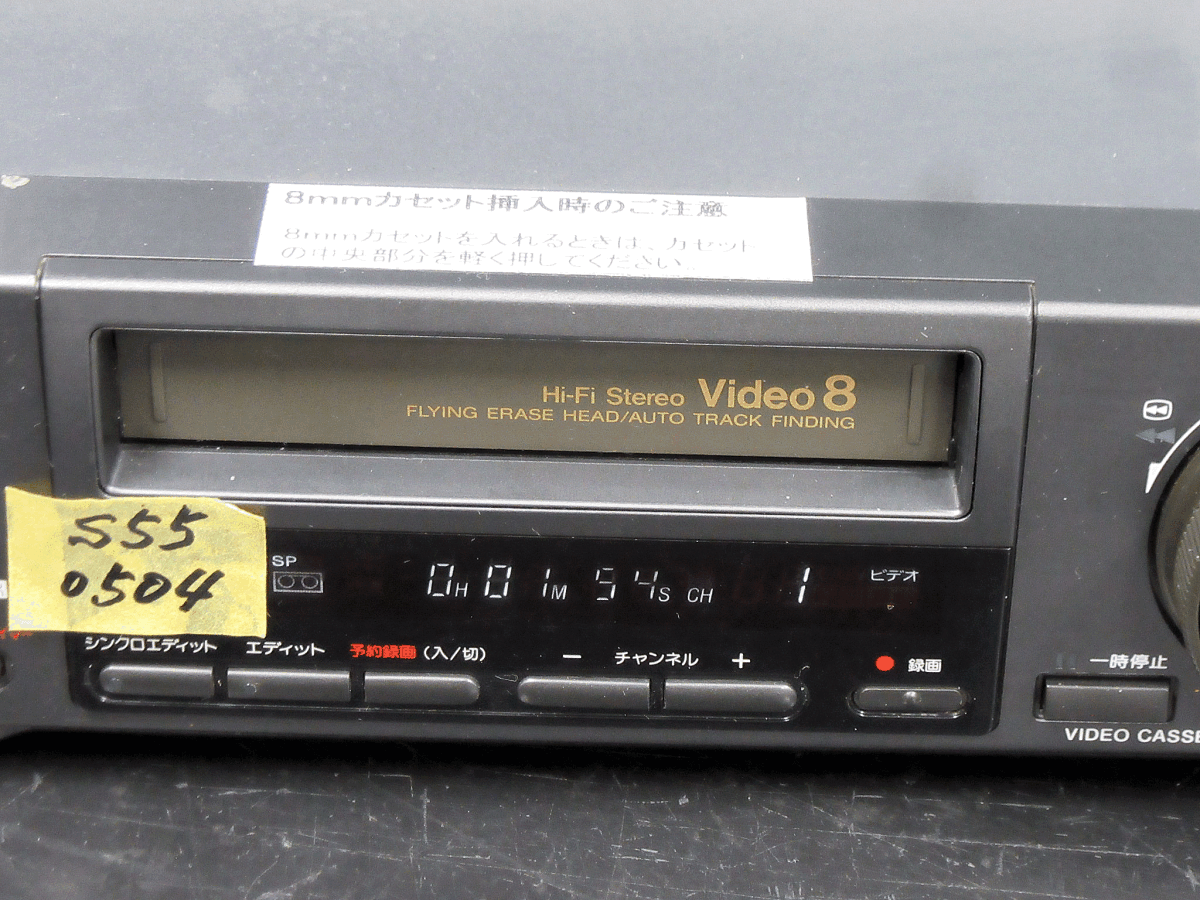 8mmカセット挿入時のご注意
8mmカセットを入れるときは、カセット
の中央部分を軽く押してください。
Hi-Fi Stereo Video 8
FLYING ERASE HEAD/AUTO TRACK FINDING
S55
0504
SP
0H 01M 54S CH 1
ビデオ
シンクロエディット エディット 予約録画 (入/切) − チャンネル +
録画
一時停止
VIDEO CASSE